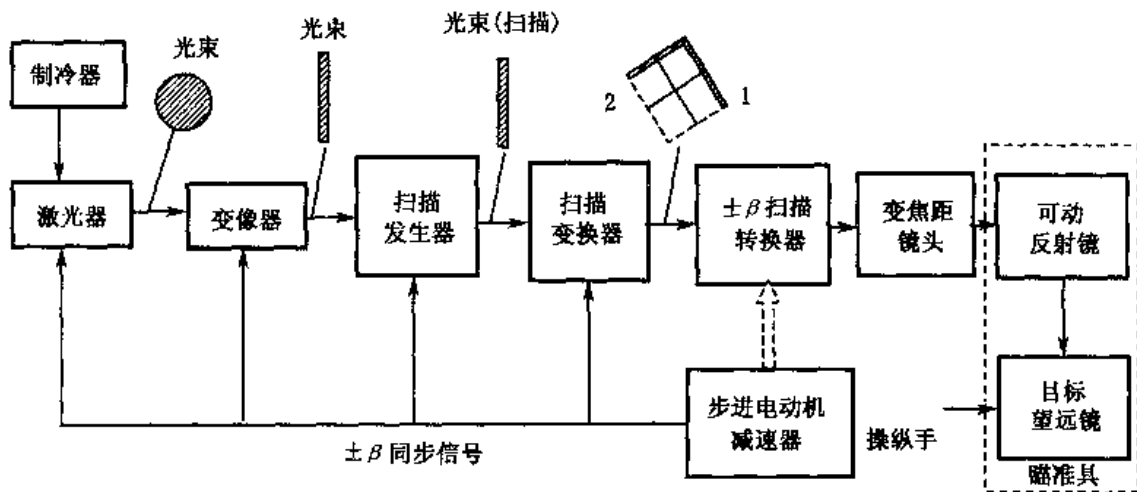 光束
光束
光束(扫描)
制冷器
2
1
激光器
变像器
扫描
发生器
扫描
变换器
±β扫描
转换器
变焦距
镜头
可动
反射镜
步进电动机
减速器
操纵手
目标
望远镜
±β同步信号
瞄准具